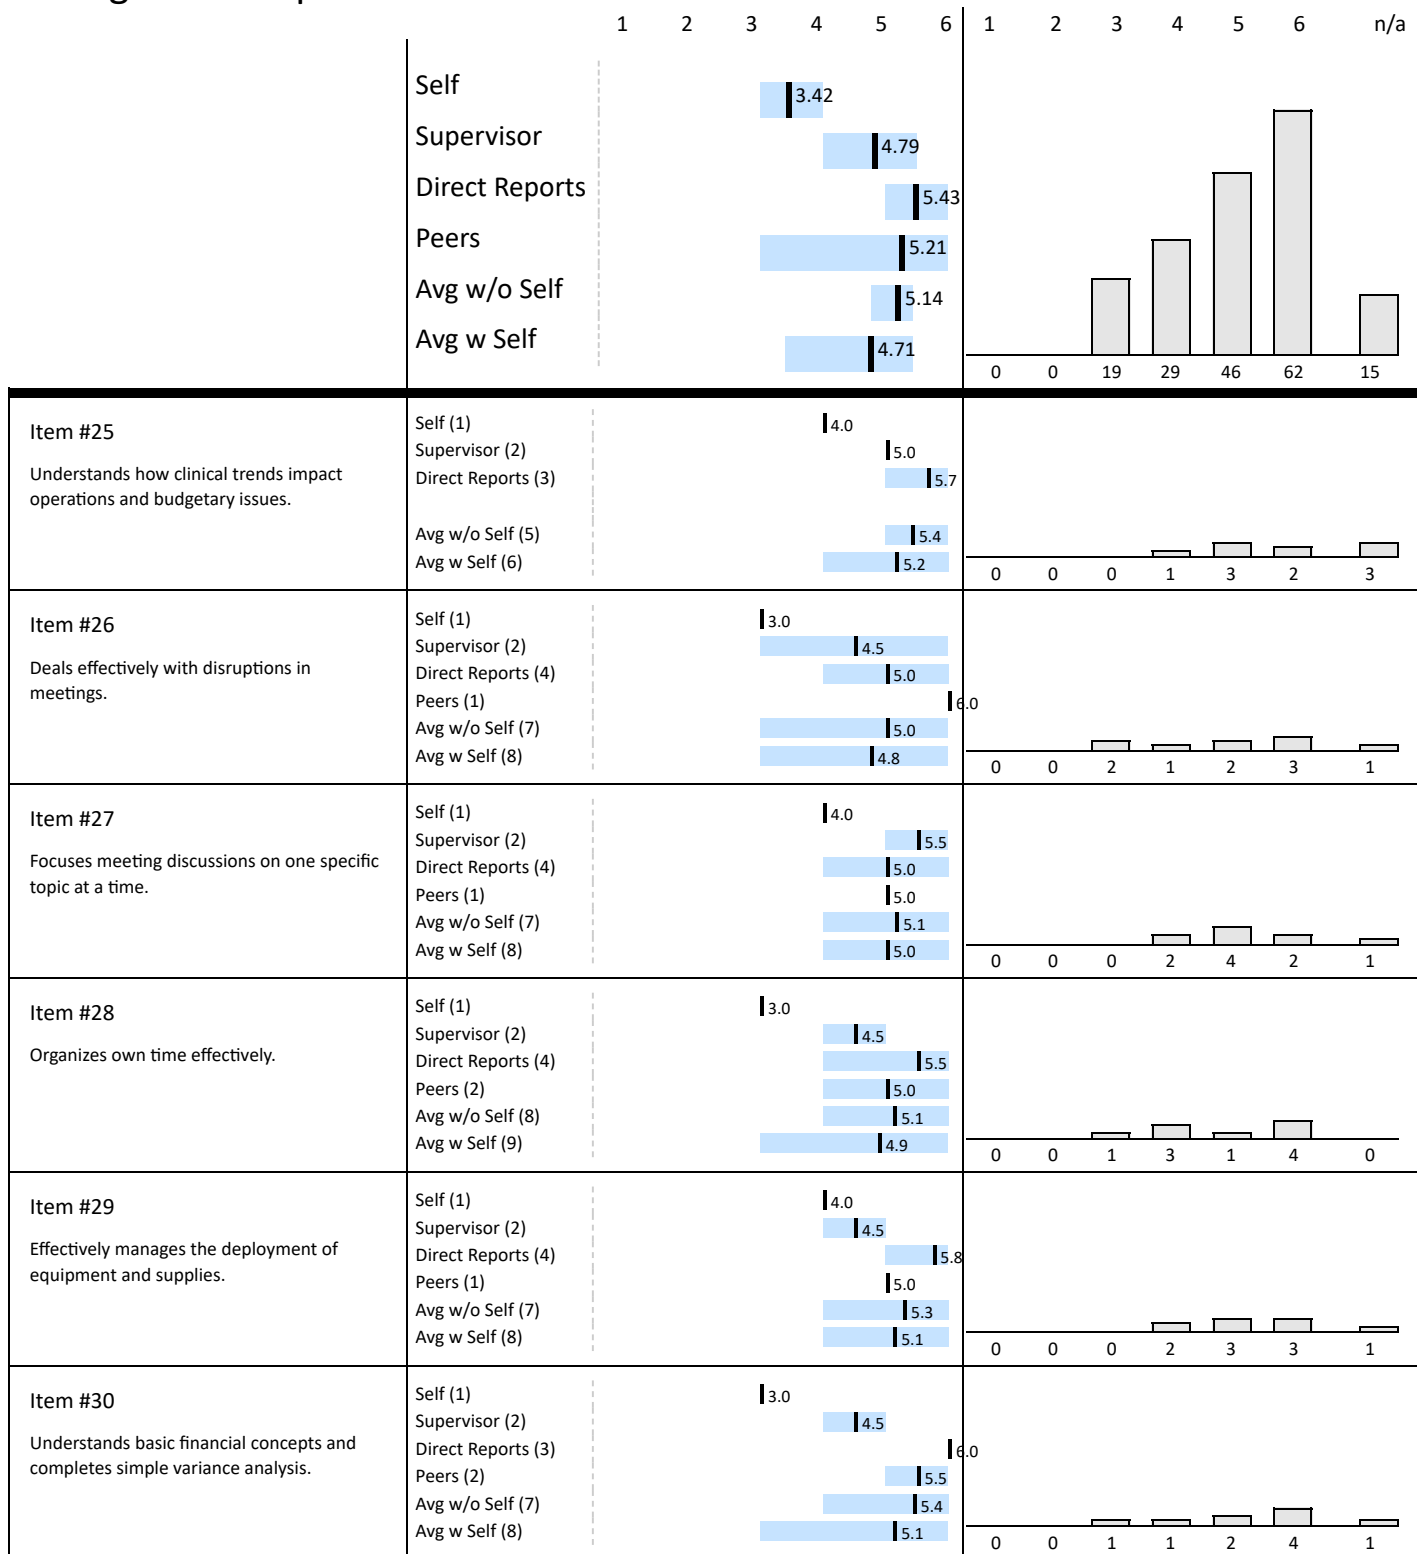 1 2 3 4 5 6 1 2 3 4 5 6 n/a
Self 3.42
Supervisor 4.79
Direct Reports 5.43
Peers 5.21
Avg w/o Self 5.14
Avg w Self 4.71
0 0 19 29 46 62 15
Item #25
Understands how clinical trends impact
operations and budgetary issues.
Self (1) 4.0
Supervisor (2) 5.0
Direct Reports (3) 5.7
Avg w/o Self (5) 5.4
Avg w Self (6) 5.2
0 0 0 1 3 2 3
Item #26
Deals effectively with disruptions in
meetings.
Self (1) 3.0
Supervisor (2) 4.5
Direct Reports (4) 5.0
Peers (1) 6.0
Avg w/o Self (7) 5.0
Avg w Self (8) 4.8
0 0 2 1 2 3 1
Item #27
Focuses meeting discussions on one specific
topic at a time.
Self (1) 4.0
Supervisor (2) 5.5
Direct Reports (4) 5.0
Peers (1) 5.0
Avg w/o Self (7) 5.1
Avg w Self (8) 5.0
0 0 0 2 4 2 1
Item #28
Organizes own time effectively.
Self (1) 3.0
Supervisor (2) 4.5
Direct Reports (4) 5.5
Peers (2) 5.0
Avg w/o Self (8) 5.1
Avg w Self (9) 4.9
0 0 1 3 1 4 0
Item #29
Effectively manages the deployment of
equipment and supplies.
Self (1) 4.0
Supervisor (2) 4.5
Direct Reports (4) 5.8
Peers (1) 5.0
Avg w/o Self (7) 5.3
Avg w Self (8) 5.1
0 0 0 2 3 3 1
Item #30
Understands basic financial concepts and
completes simple variance analysis.
Self (1) 3.0
Supervisor (2) 4.5
Direct Reports (3) 6.0
Peers (2) 5.5
Avg w/o Self (7) 5.4
Avg w Self (8) 5.1
0 0 1 1 2 4 1